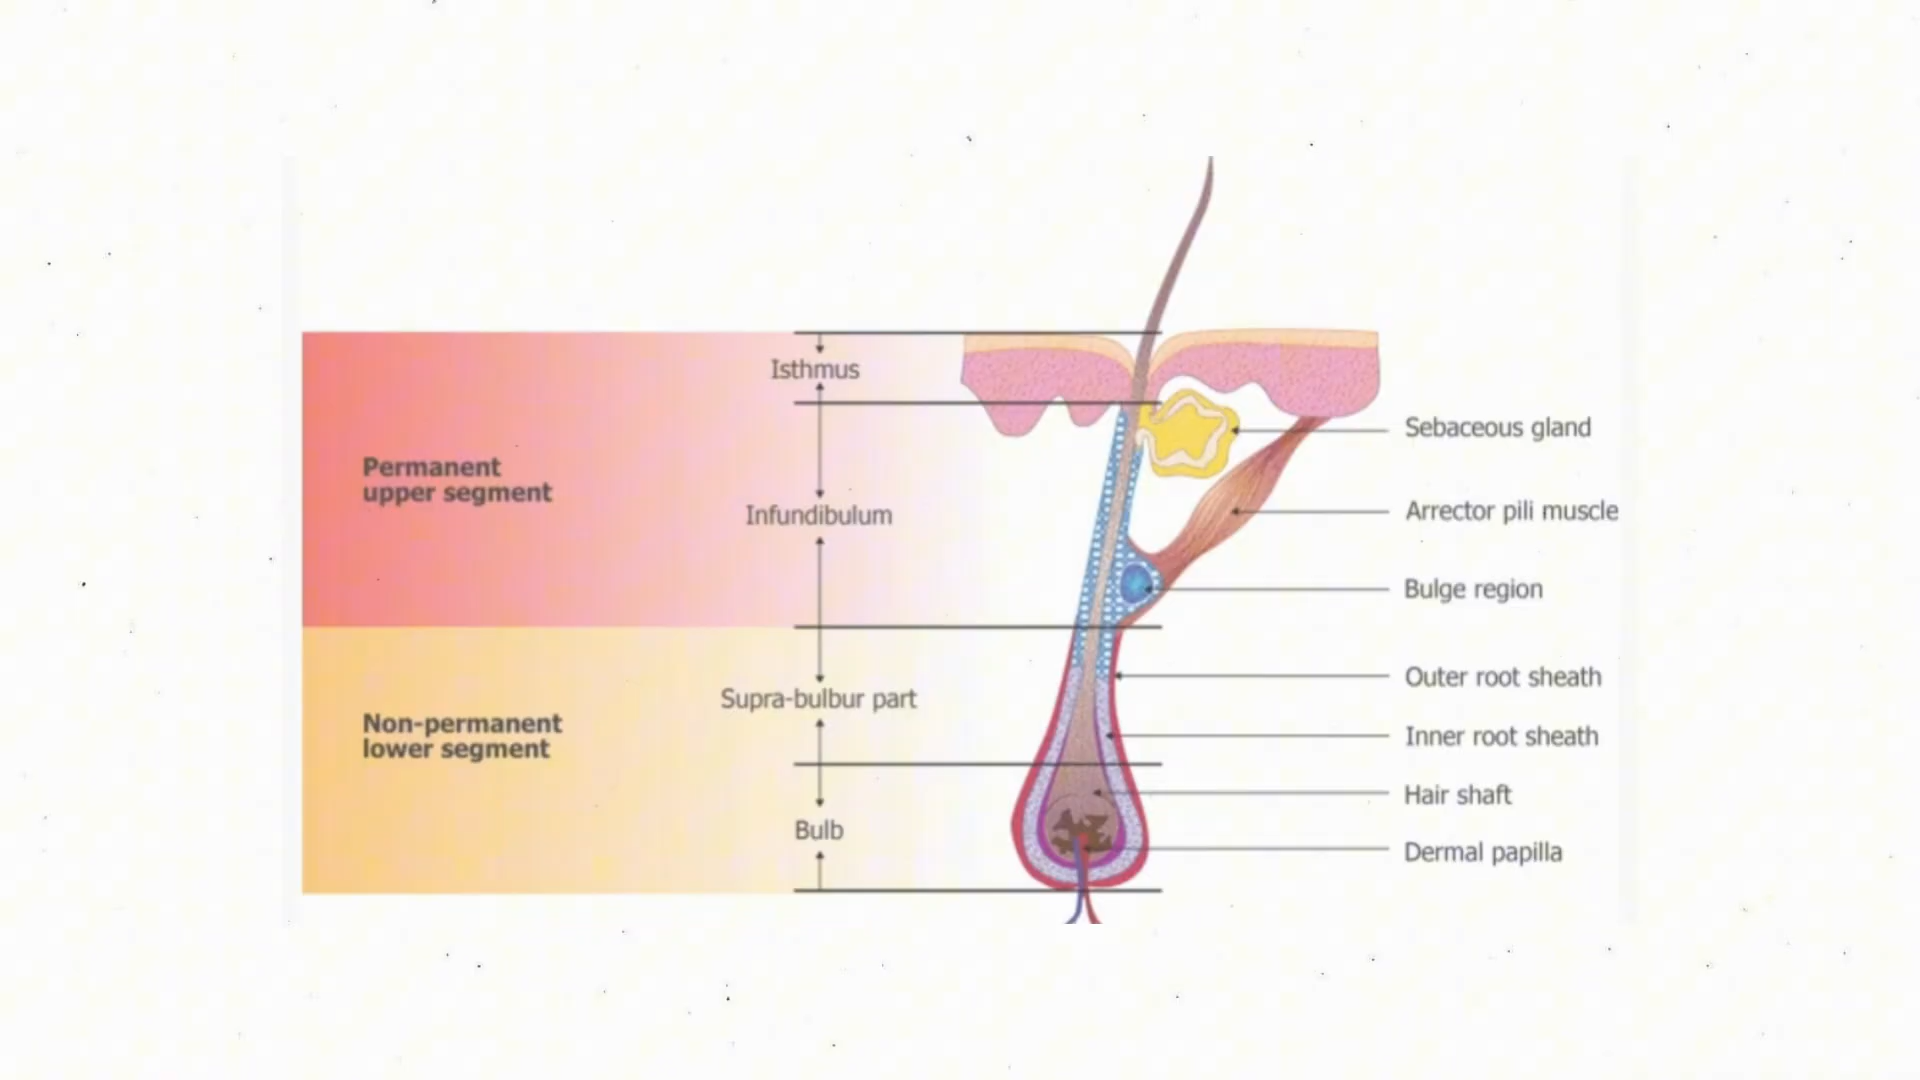 Isthmus
Permanent
upper segment
Infundibulum
Non-permanent
lower segment
Supra-bulbur part
Bulb
Sebaceous gland
Arrector pili muscle
Bulge region
Outer root sheath
Inner root sheath
Hair shaft
Dermal papilla